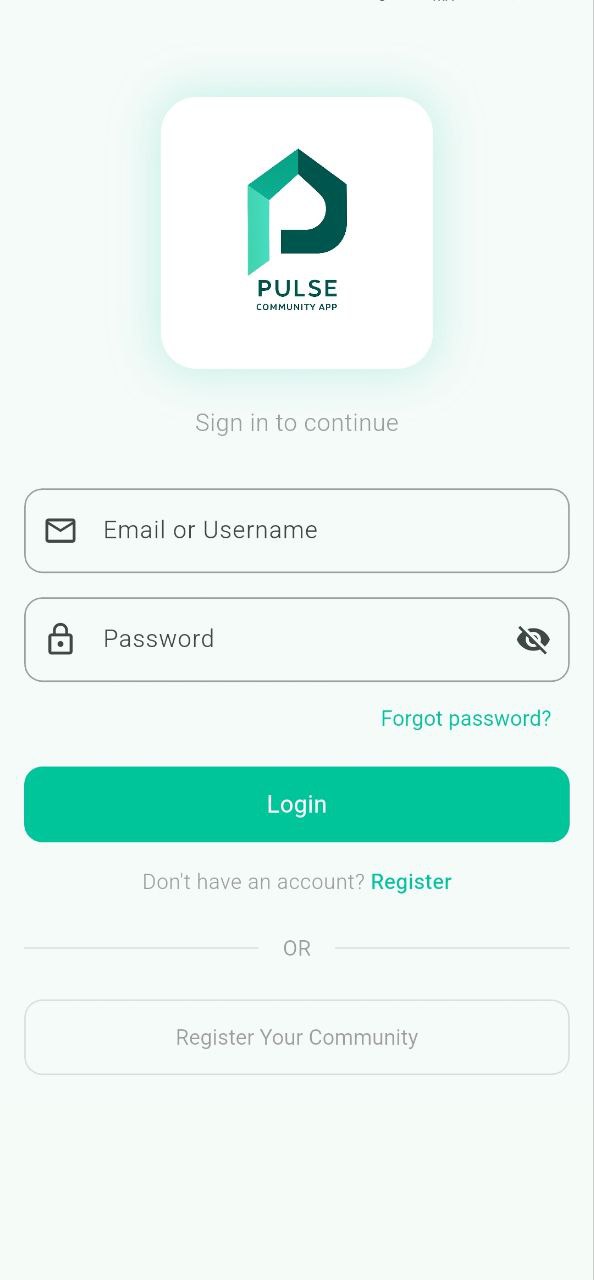 PULSE
COMMUNITY APP
Sign in to continue
Email or Username
Password
Forgot password?
Login
Don't have an account? Register
OR
Register Your Community